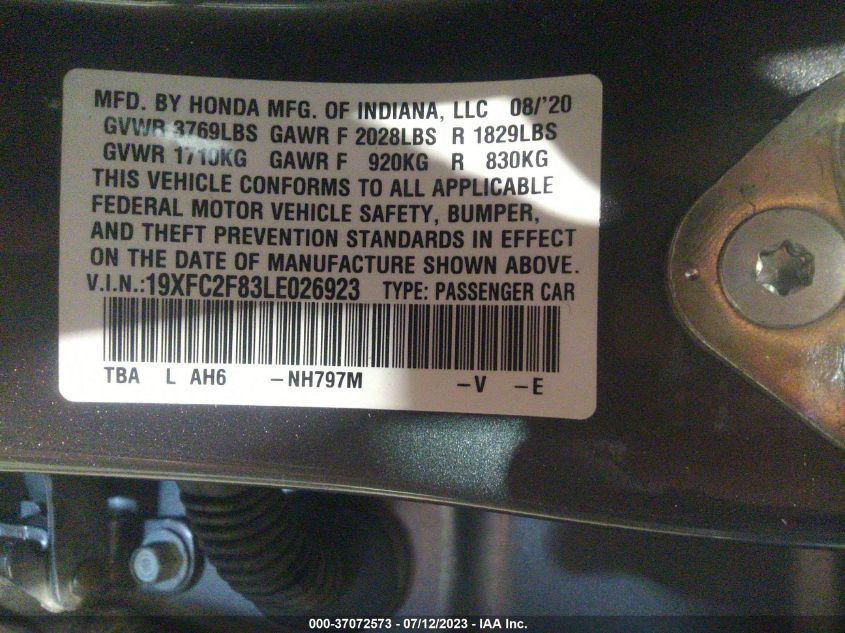 MFD. BY HONDA MFG. OF INDIANA, LLC 08/'20
GVWR 3769LBS GAWR F 2028LBS R 1829LBS
GVWR 1710KG GAWR F 920KG R 830KG
THIS VEHICLE CONFORMS TO ALL APPLICABLE
FEDERAL MOTOR VEHICLE SAFETY, BUMPER,
AND THEFT PREVENTION STANDARDS IN EFFECT
ON THE DATE OF MANUFACTURE SHOWN ABOVE.
V.I.N.:19XFC2F83LE026923 TYPE: PASSENGER CAR
TBA L AH6 -NH797M -V -E
000-37072573 - 07/12/2023 - IAA Inc.